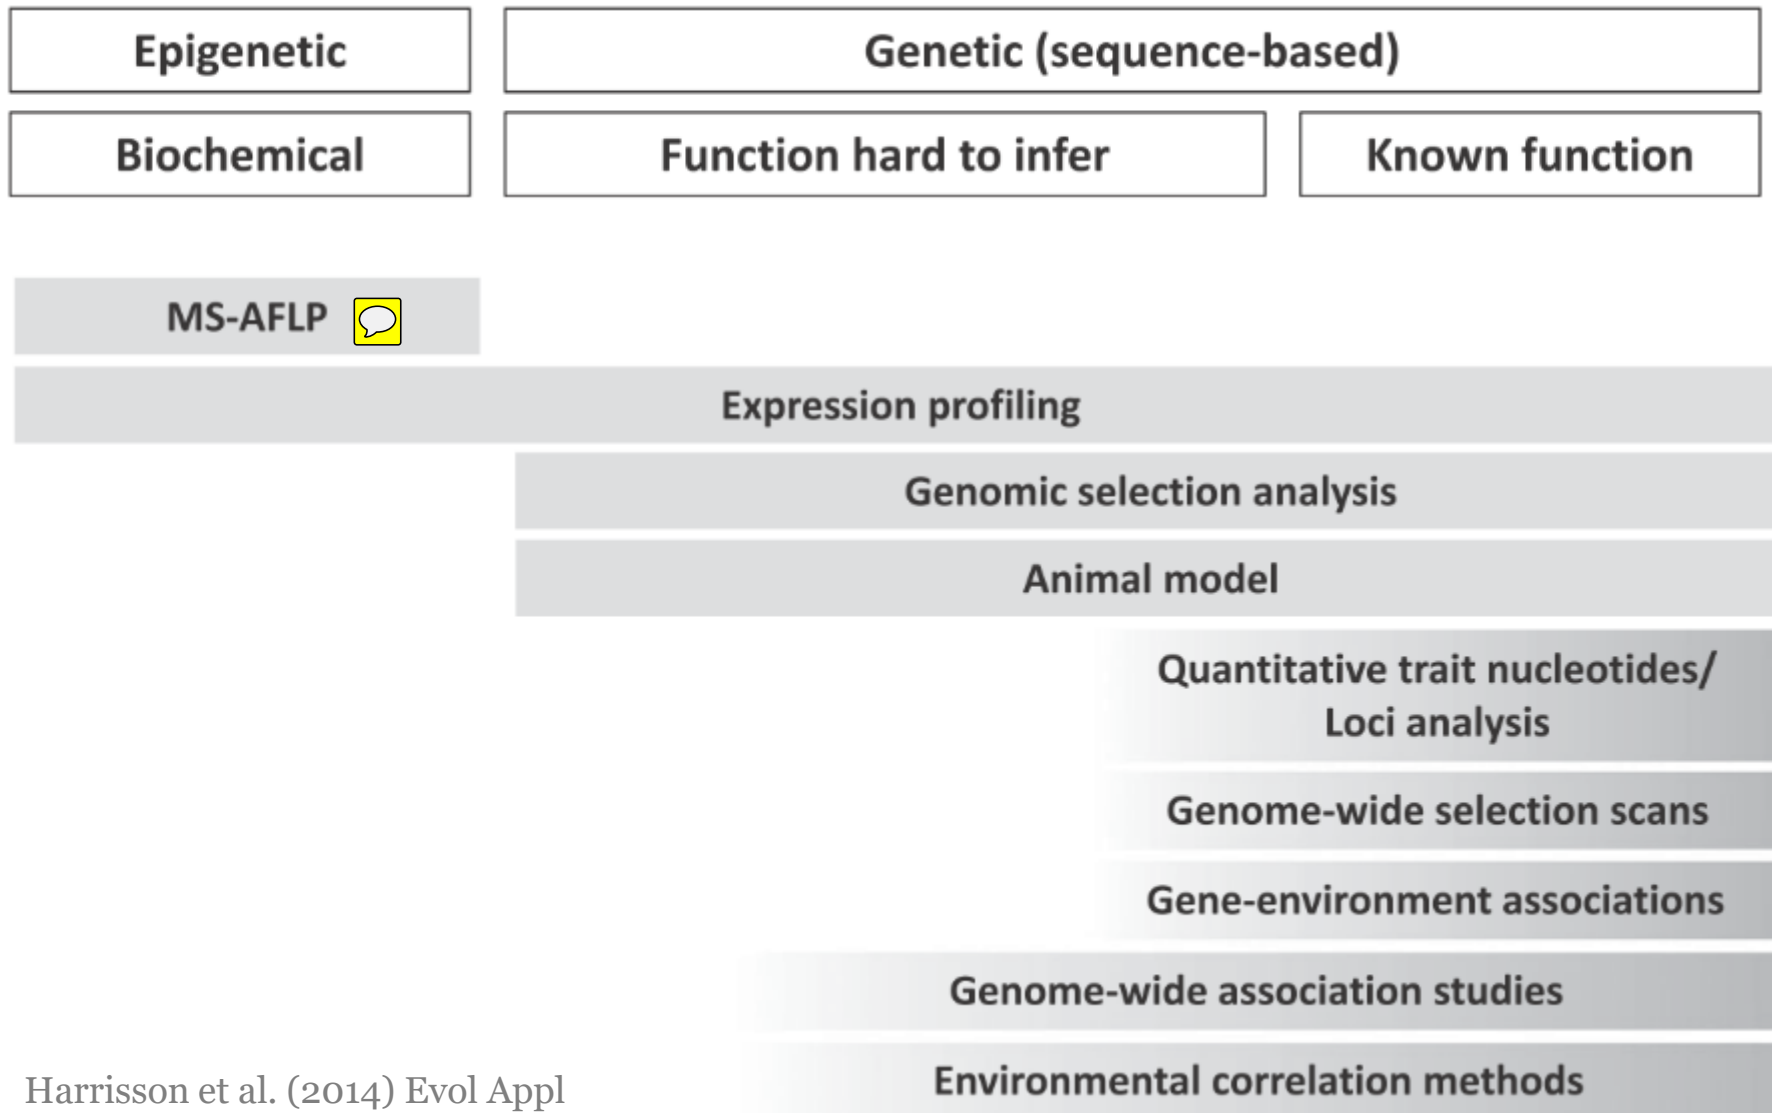 Epigenetic
Genetic (sequence-based)
Biochemical
Function hard to infer
Known function
MS-AFLP
Expression profiling
Genomic selection analysis
Animal model
Quantitative trait nucleotides/
Loci analysis
Genome-wide selection scans
Gene-environment associations
Genome-wide association studies
Environmental correlation methods
Harrisson et al. (2014) Evol Appl